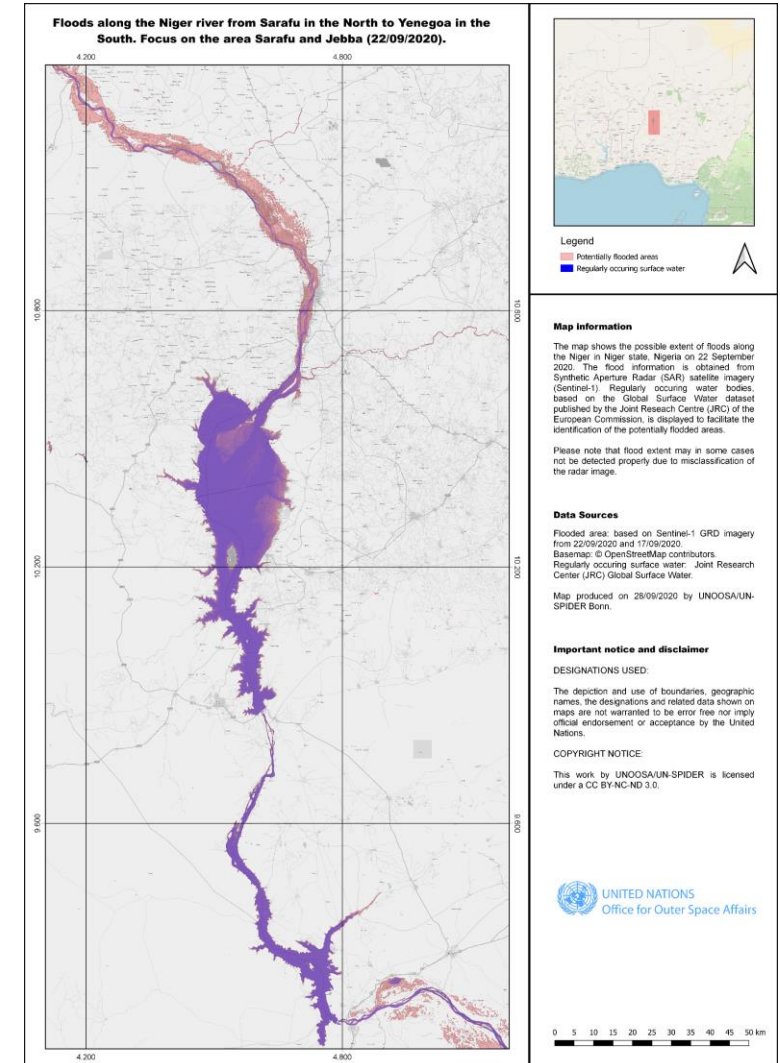 Floods along the Niger river from Sarafu in the North to Yenegoa in the
South. Focus on the area Sarafu and Jebba (22/09/2020).
4.200
4.800
10.800
10.800
10.200
10.200
9.600
9.600
4.200
4.800
Legend
Potentially flooded areas
Regularly occuring surface water
Map information
The map shows the possible extent of floods along
the Niger in Niger state, Nigeria on 22 September
2020. The flood information is obtained from
Synthetic Aperture Radar (SAR) satellite imagery
(Sentinel-1). Regularly occuring water bodies,
based on the Global Surface Water dataset
published by the Joint Reseach Centre (JRC) of the
European Commission, is displayed to facilitate the
identification of the potentially flodded areas.
Please note that flood extent may in some cases
not be detected properly due to misclassification of
the radar image.
Data Sources
Flooded area: based on Sentinel-1 GRD imagery
from 22/09/2020 and 17/09/2020.
Basemap: © OpenStreetMap contributors.
Regularly occuring surface water: Joint Research
Center (JRC) Global Surface Water.
Map produced on 28/09/2020 by UNOOSA/UN-
SPIDER Bonn.
Important notice and disclaimer
DESIGNATIONS USED:
The depiction and use of boundaries, geographic
names, the designations and related data shown on
maps are not warranted to be error free nor imply
official endorsement or acceptance by the United
Nations.
COPYRIGHT NOTICE:
This work by UNOOSA/UN-SPIDER is licensed
under a CC BY-NC-ND 3.0.
UNITED NATIONS
Office for Outer Space Affairs
0 5 10 15 20 25 30 35 40 45 50 km